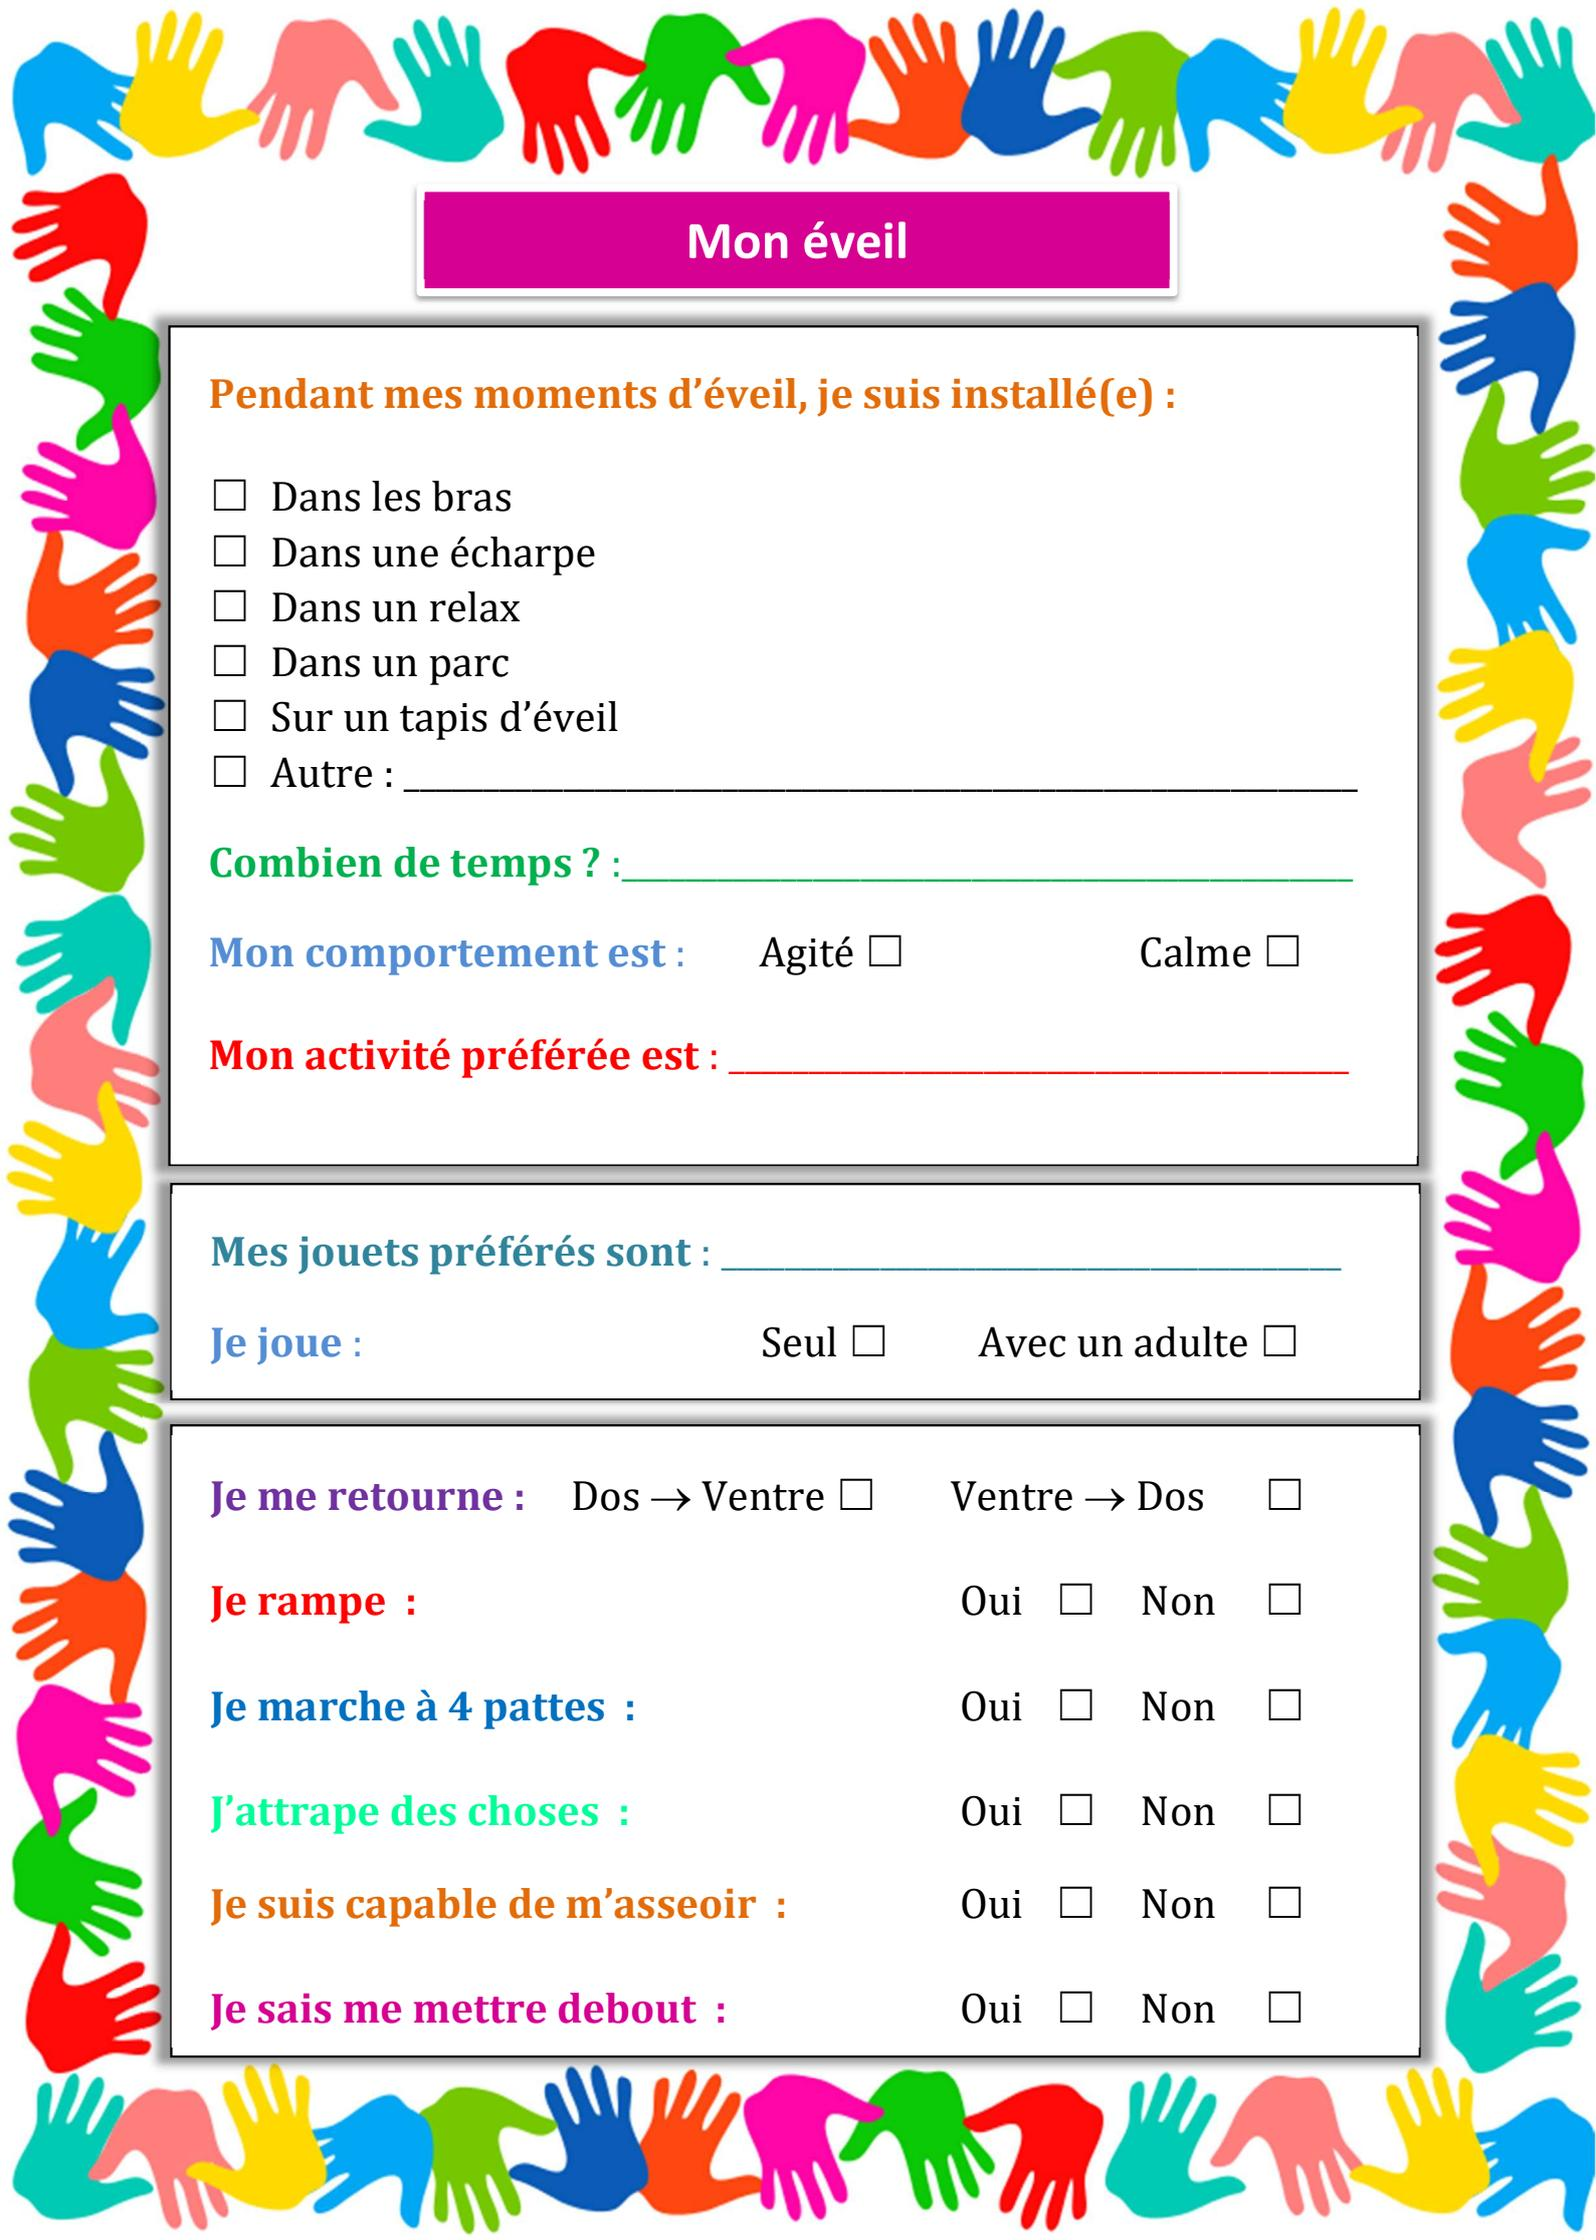 Mon éveil
Pendant mes moments d’éveil, je suis installé(e) :
☐ Dans les bras
☐ Dans une écharpe
☐ Dans un relax
☐ Dans un parc
☐ Sur un tapis d’éveil
☐ Autre : ____________________
Combien de temps ? :____________________
Mon comportement est : Agité ☐ Calme ☐
Mon activité préférée est : ____________________
Mes jouets préférés sont : ____________________
Je joue : Seul ☐ Avec un adulte ☐
Je me retourne : Dos → Ventre ☐ Ventre → Dos ☐
Je rampe : Oui ☐ Non ☐
Je marche à 4 pattes : Oui ☐ Non ☐
J’attrape des choses : Oui ☐ Non ☐
Je suis capable de m’asseoir : Oui ☐ Non ☐
Je sais me mettre debout : Oui ☐ Non ☐